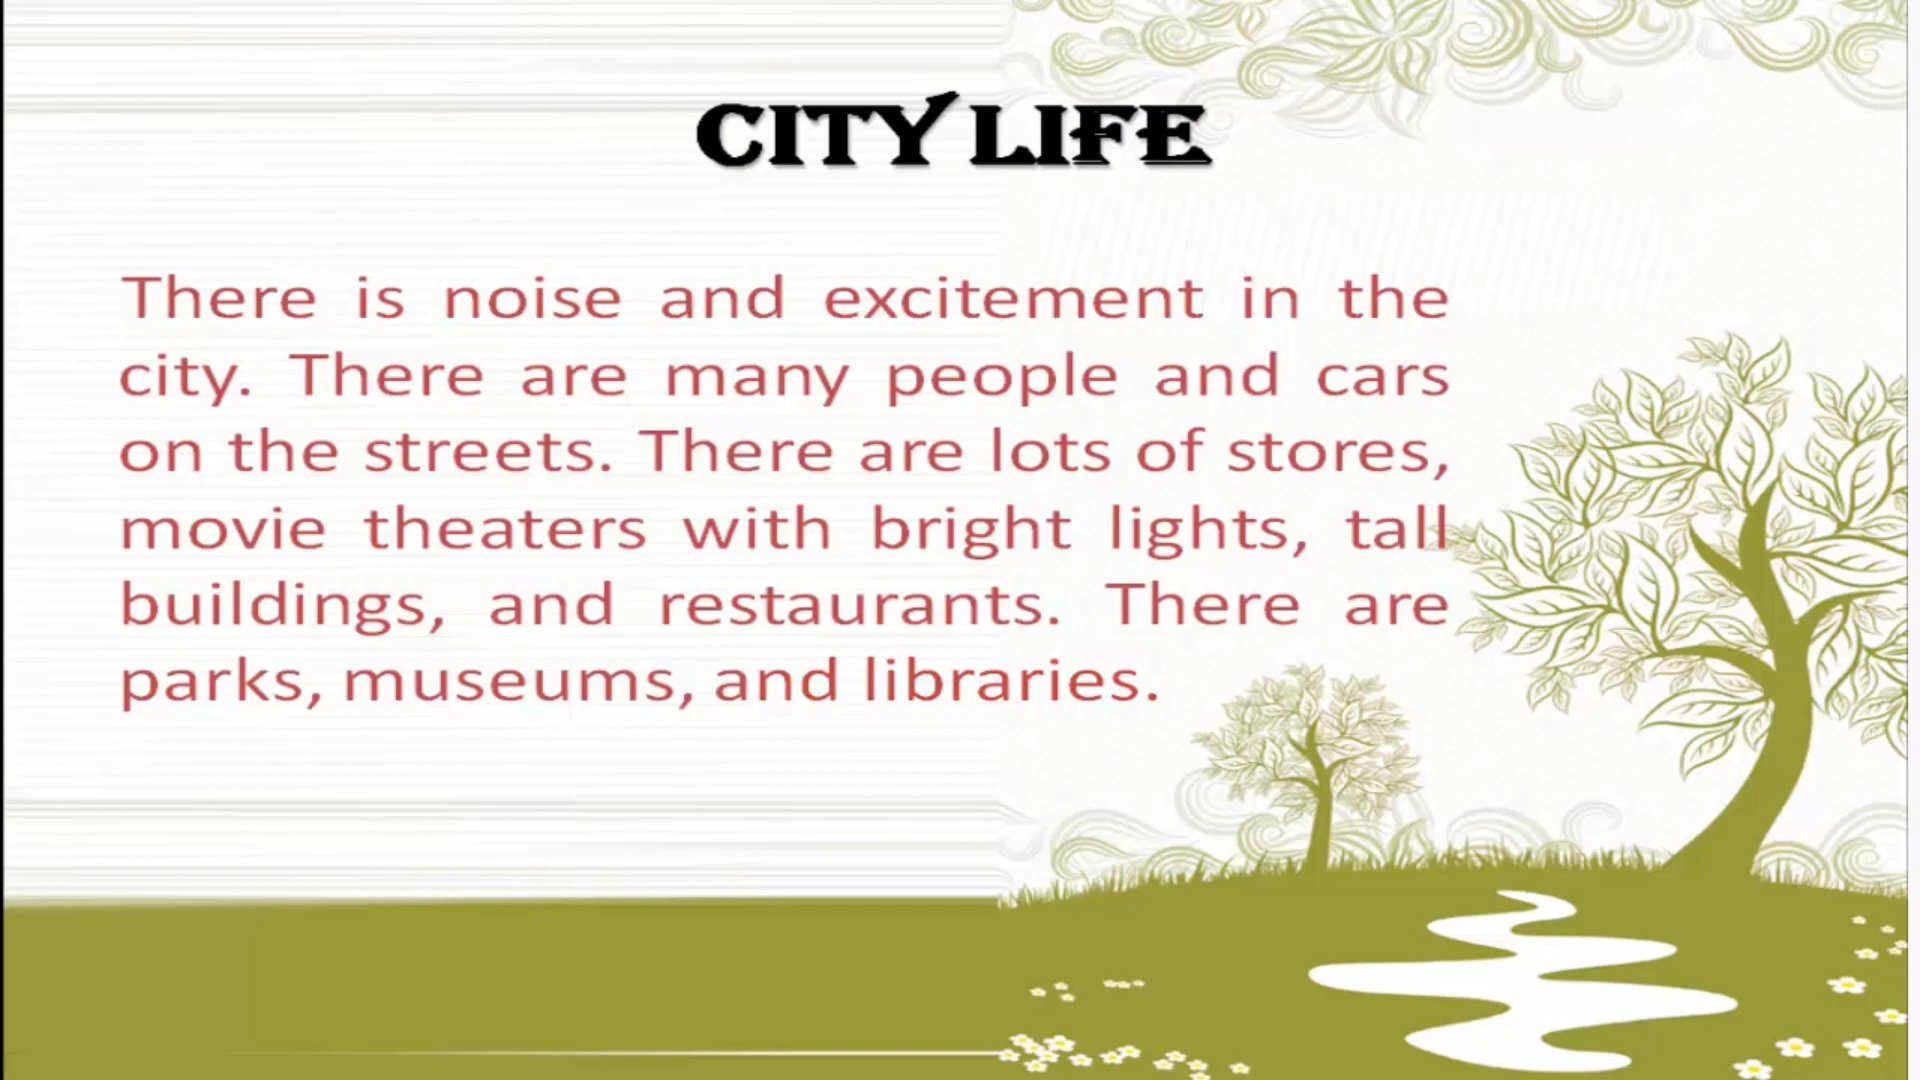 CITY LIFE
There is noise and excitement in the
city. There are many people and cars
on the streets. There are lots of stores,
movie theaters with bright lights, tall
buildings, and restaurants. There are
parks, museums, and libraries.